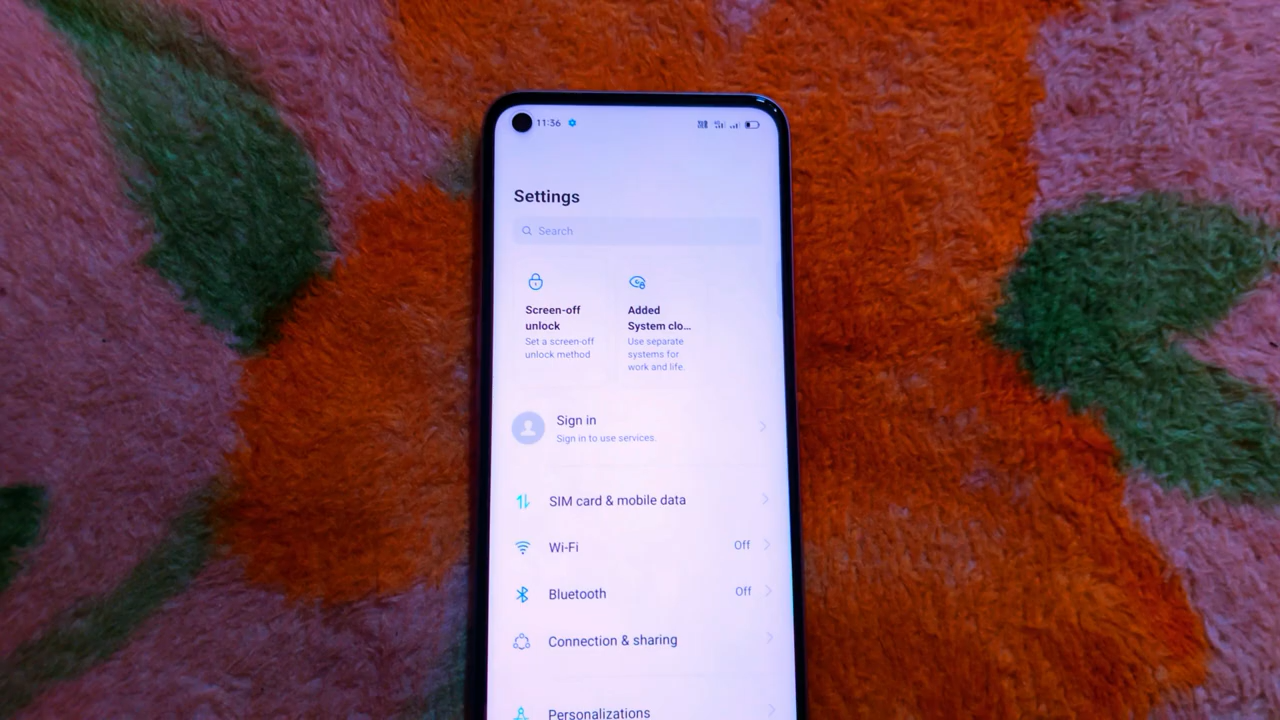 11:36
Settings
Search
Screen-off
unlock
Set a screen-off
unlock method
Added
System clo...
Use separate
systems for
work and life.
Sign in
Sign in to use services.
SIM card & mobile data
Wi-Fi Off
Bluetooth Off
Connection & sharing
Personalizations